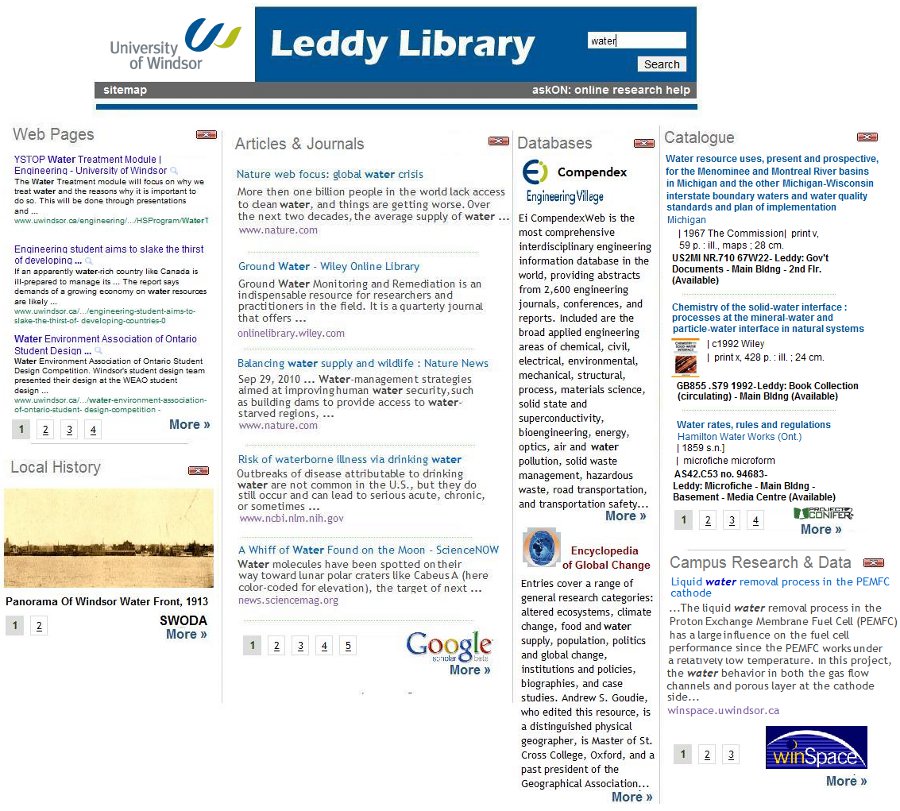 University
of Windsor
Leddy Library
water
Search
sitemap
askON: online research help
Web Pages
YSTOP Water Treatment Module |
Engineering - University of Windsor
The Water Treatment module will focus on why we
treat water and the reasons why it is important to
do so. This will be done through presentations
and ...
www.uwindsor.ca/engineering/.../HSProgram/WaterT
Engineering student aims to slake the thirst
of developing ...
If an apparently water-rich country like Canada is
ill-prepared to manage its ... The report says
demands of a growing economy on water resources
are likely ...
www.uwindsor.ca/.../engineering-student-aims-to-
slake-the-thirst-of- developing-countries-0
Water Environment Association of Ontario
Student Design ...
Water Environment Association of Ontario Student
Design Competition. Windsor's student design team
presented their design at the WEAO student
design ...
www.uwindsor.ca/.../water-environment-association-
of-ontario-student- design-competition -
1 2 3 4
More »
Local History
Panorama Of Windsor Water Front, 1913
1 2
SWODA
More »
Articles & Journals
Nature web focus: global water crisis
More then one billion people in the world lack access
to clean water, and things are getting worse. Over
the next two decades, the average supply of water ...
www.nature.com
Ground Water - Wiley Online Library
Ground Water Monitoring and Remediation is an
indispensable resource for researchers and
practitioners in the field. It is a quarterly journal
that offers ...
onlinelibrary.wiley.com
Balancing water supply and wildlife : Nature News
Sep 29, 2010 ... Water-management strategies
aimed at improving human water security, such
as building dams to provide access to water-
starved regions, ...
www.nature.com
Risk of waterborne illness via drinking water
Outbreaks of disease attributable to drinking
water are not common in the U.S., but they do
still occur and can lead to serious acute, chronic,
or sometimes ...
www.ncbi.nlm.nih.gov
A Whiff of Water Found on the Moon - ScienceNOW
Water molecules have been spotted on their
way toward lunar polar craters like Cabeus A (here
color-coded for elevation), the target of next ...
news.sciencemag.org
1 2 3 4 5
Google
scholar beta
More »
Databases
Ei Compendex
Engineering Village
Ei CompendexWeb is the
most comprehensive
interdisciplinary engineering
information database in the
world, providing abstracts
from 2,600 engineering
journals, conferences, and
reports. Included are the
broad applied engineering
areas of chemical, civil,
electrical, environmental,
mechanical, structural,
process, materials science,
solid state and
superconductivity,
bioengineering, energy,
optics, air and water
pollution, solid waste
management, hazardous
waste, road transportation,
and transportation safety...
More »
Encyclopedia
of Global Change
Entries cover a range of
general research categories:
altered ecosystems, climate
change, food and water
supply, population, politics
and global change,
institutions and policies,
biographies, and case
studies. Andrew S. Goudie,
who edited this resource, is
a distinguished physical
geographer, is Master of St.
Cross College, Oxford, and a
past president of the
Geographical Association...
More »
Catalogue
Water resource uses, present and prospective,
for the Menominee and Montreal River basins
in Michigan and the other Michigan-Wisconsin
interstate boundary waters and water quality
standards and plan of implementation
Michigan
| 1967 The Commission| print v,
59 p. : ill., maps ; 28 cm.
US2MI NR.710 67W22- Leddy: Gov't
Documents - Main Bldng - 2nd Flr.
(Available)
Chemistry of the solid-water interface :
processes at the mineral-water and
particle-water interface in natural systems
| c1992 Wiley
| print x, 428 p. : ill. ; 24 cm.
GB855 .S79 1992-Leddy: Book Collection
(circulating) - Main Bldng (Available)
Water rates, rules and regulations
Hamilton Water Works (Ont.)
| 1859 s.n.]
| microfiche microform
AS42.C53 no. 94683-
Leddy: Microfiche - Main Bldng -
Basement - Media Centre (Available)
1 2 3 4
PROJECT
CONIFER
More »
Campus Research & Data
Liquid water removal process in the PEMFC
cathode
...The liquid water removal process in the
Proton Exchange Membrane Fuel Cell (PEMFC)
has a large influence on the fuel cell
performance since the PEMFC works under
a relatively low temperature. In this project,
the water behavior in both the gas flow
channels and porous layer at the cathode
side...
winspace.uwindsor.ca
1 2 3
winSpace
More »